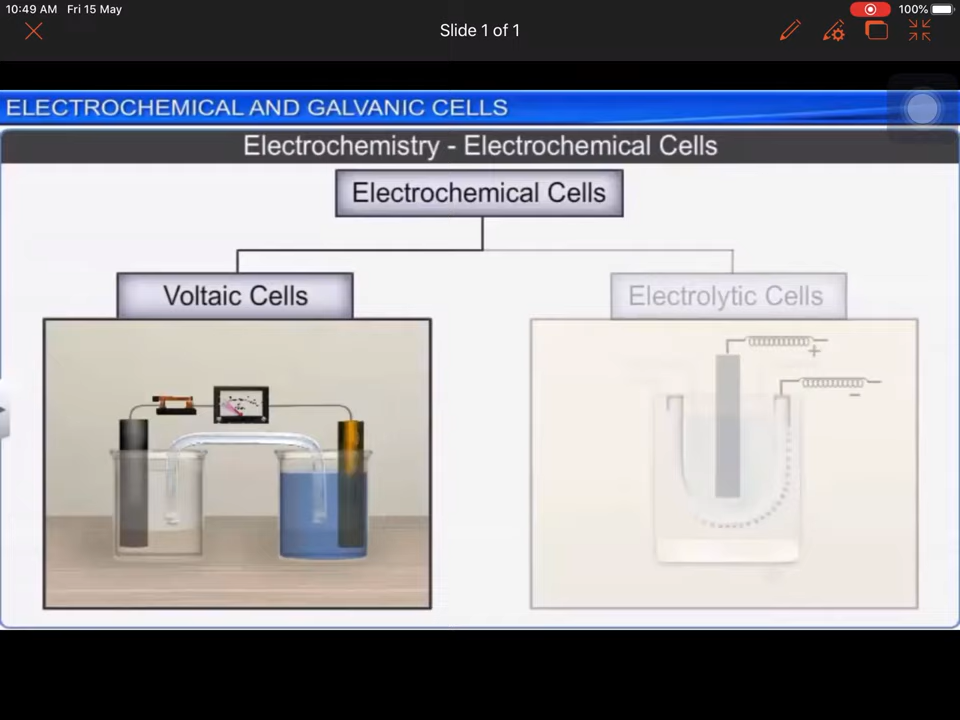 10:49 AM Fri 15 May
100%
Slide 1 of 1
ELECTROCHEMICAL AND GALVANIC CELLS
Electrochemistry - Electrochemical Cells
Electrochemical Cells
Voltaic Cells
Electrolytic Cells
+
−